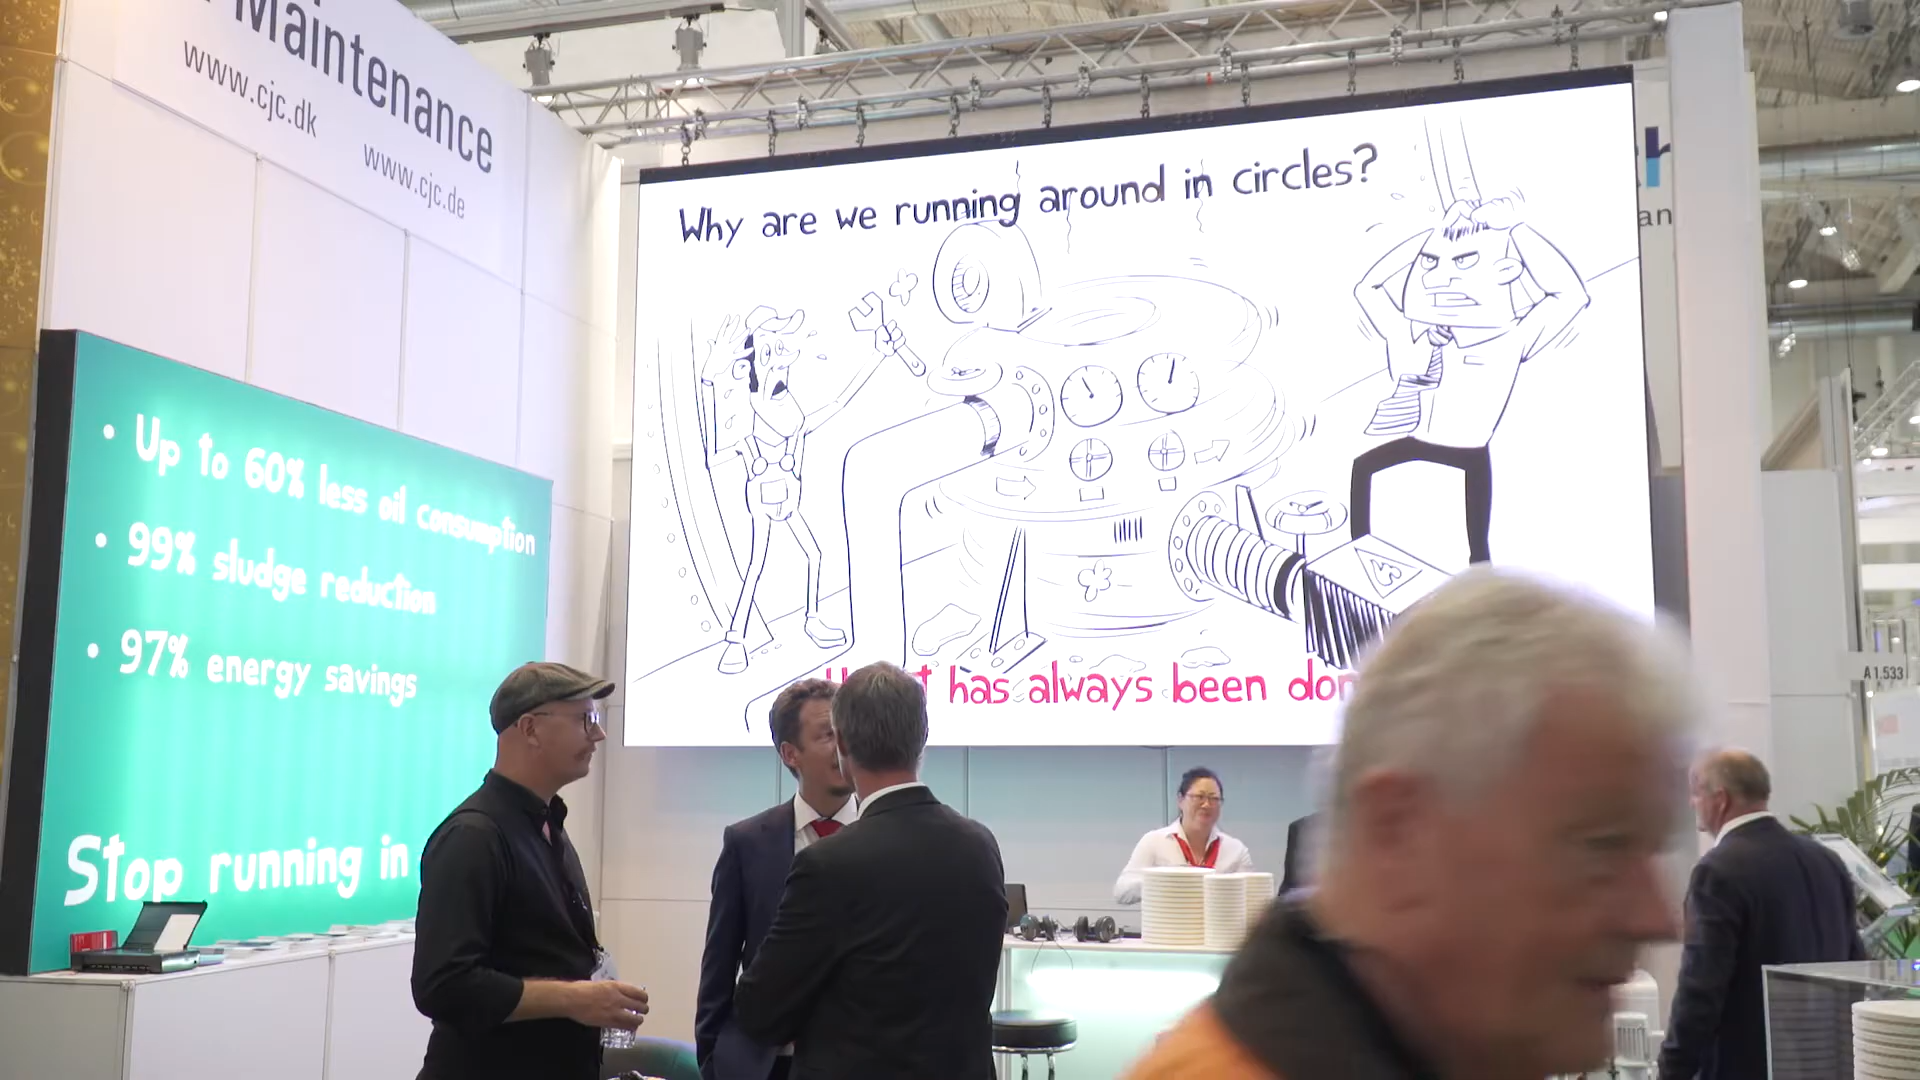 Maintenance
www.cjc.dk
www.cjc.de
Why are we running around in circles?
has always been
• Up to 60% less oil consumption
• 99% sludge reduction
• 97% energy savings
Stop running in
A1.533